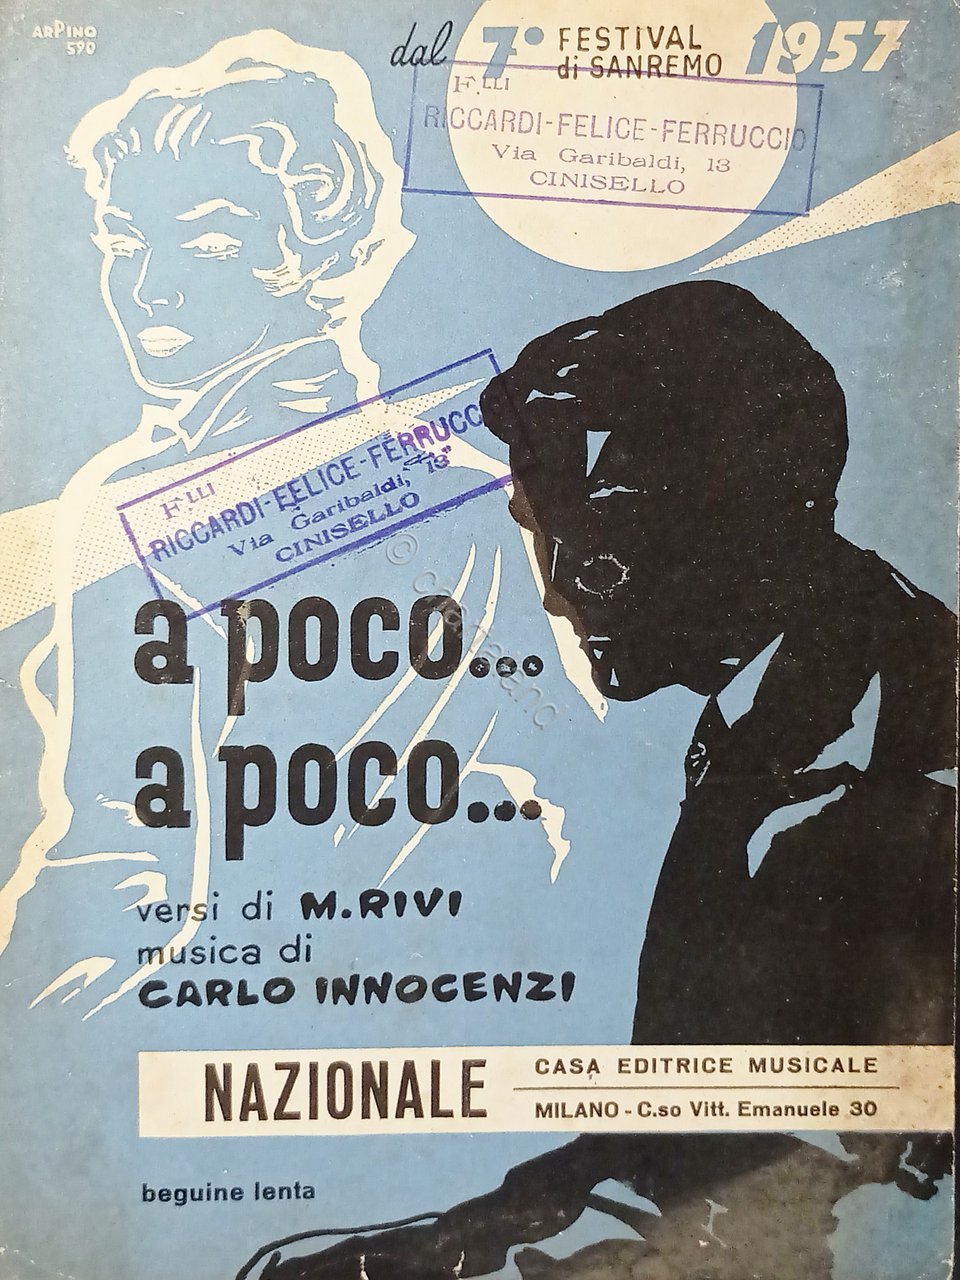 ARPINO
590
dal 7° FESTIVAL
di SANREMO 1957
F.LLI
RICCARDI-FELICE-FERRUCCIO
Via Garibaldi, 13
CINISELLO
F.LLI
RICCARDI-FELICE-FERRUCCIO
Via Garibaldi, 13
CINISELLO
a poco...
a poco...
versi di M. RIVI
musica di
CARLO INNOCENZI
NAZIONALE
CASA EDITRICE MUSICALE
MILANO - C.so Vitt. Emanuele 30
beguine lenta